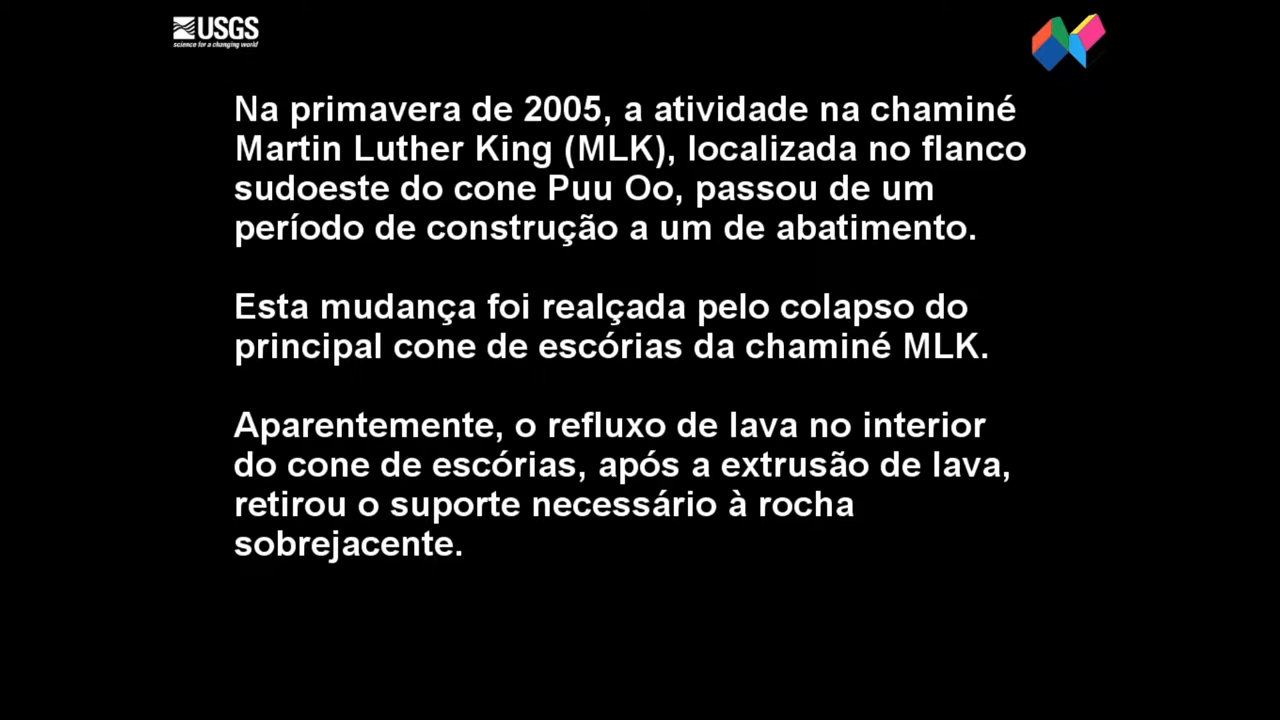 USGS
science for a changing world
Na primavera de 2005, a atividade na chaminé
Martin Luther King (MLK), localizada no flanco
sudoeste do cone Puu Oo, passou de um
período de construção a um de abatimento.
Esta mudança foi realçada pelo colapso do
principal cone de escórias da chaminé MLK.
Aparentemente, o refluxo de lava no interior
do cone de escórias, após a extrusão de lava,
retirou o suporte necessário à rocha
sobrejacente.